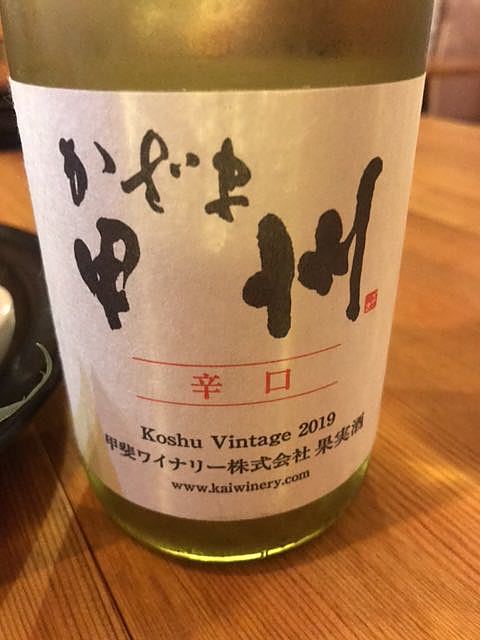 かざま
甲州
辛口
Koshu Vintage 2019
甲斐ワイナリー株式会社 果実酒
www.kaiwinery.com